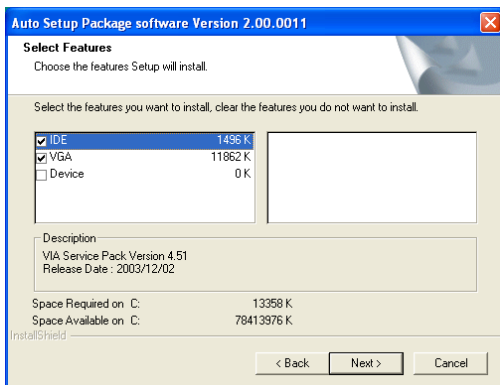 Auto Setup Package software Version 2.00.0011
Select Features
Choose the features Setup will install.
Select the features you want to install, clear the features you do not want to install.
IDE 1496 K
VGA 11862 K
Device 0 K
Description
VIA Service Pack Version 4.51
Release Date : 2003/12/02
Space Required on C: 13358 K
Space Available on C: 78413976 K
InstallShield
< Back Next > Cancel